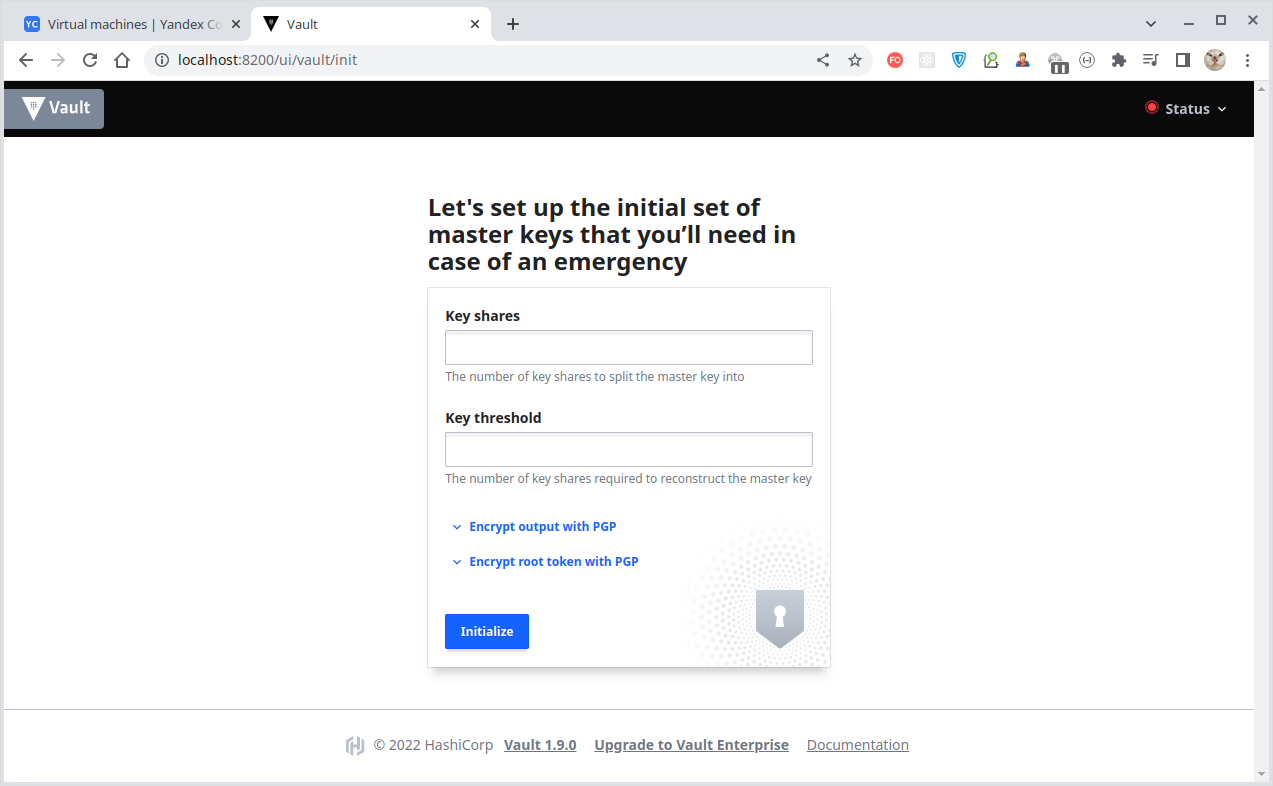 YC Virtual machines | Yandex Co
Vault
localhost:8200/ui/vault/init
FO
Vault
Status
Let's set up the initial set of
master keys that you’ll need in
case of an emergency
Key shares
The number of key shares to split the master key into
Key threshold
The number of key shares required to reconstruct the master key
Encrypt output with PGP
Encrypt root token with PGP
Initialize
© 2022 HashiCorp Vault 1.9.0 Upgrade to Vault Enterprise Documentation